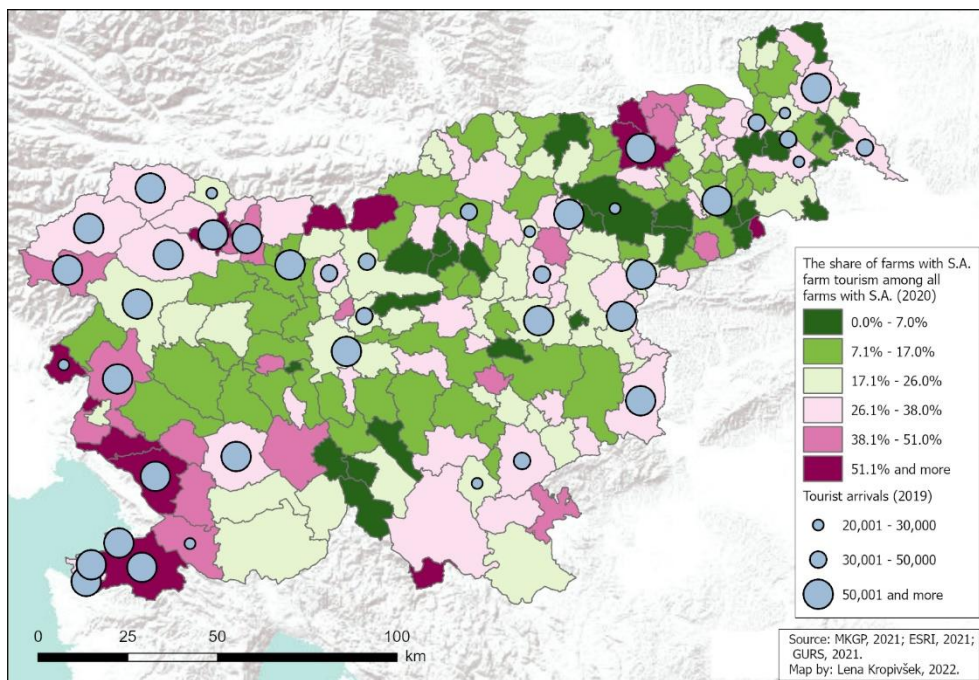 The share of farms with S.A.
farm tourism among all
farms with S.A. (2020)
0.0% - 7.0%
7.1% - 17.0%
17.1% - 26.0%
26.1% - 38.0%
38.1% - 51.0%
51.1% and more
Tourist arrivals (2019)
20,001 - 30,000
30,001 - 50,000
50,001 and more
0 25 50 100
km
Source: MKGP, 2021; ESRI, 2021;
GURS, 2021.
Map by: Lena Kropivšek, 2022.